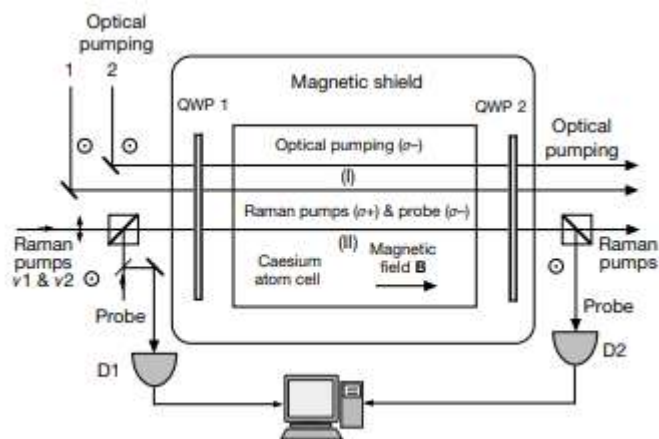 Optical
pumping
1 2
Magnetic shield
QWP 1
QWP 2
Optical pumping (σ−)
Optical
pumping
(I)
Raman pumps (σ+) & probe (σ−)
(II)
Raman
pumps
ν1 & ν2
Caesium
atom cell
Magnetic
field B
Raman
pumps
Probe
Probe
D1
D2